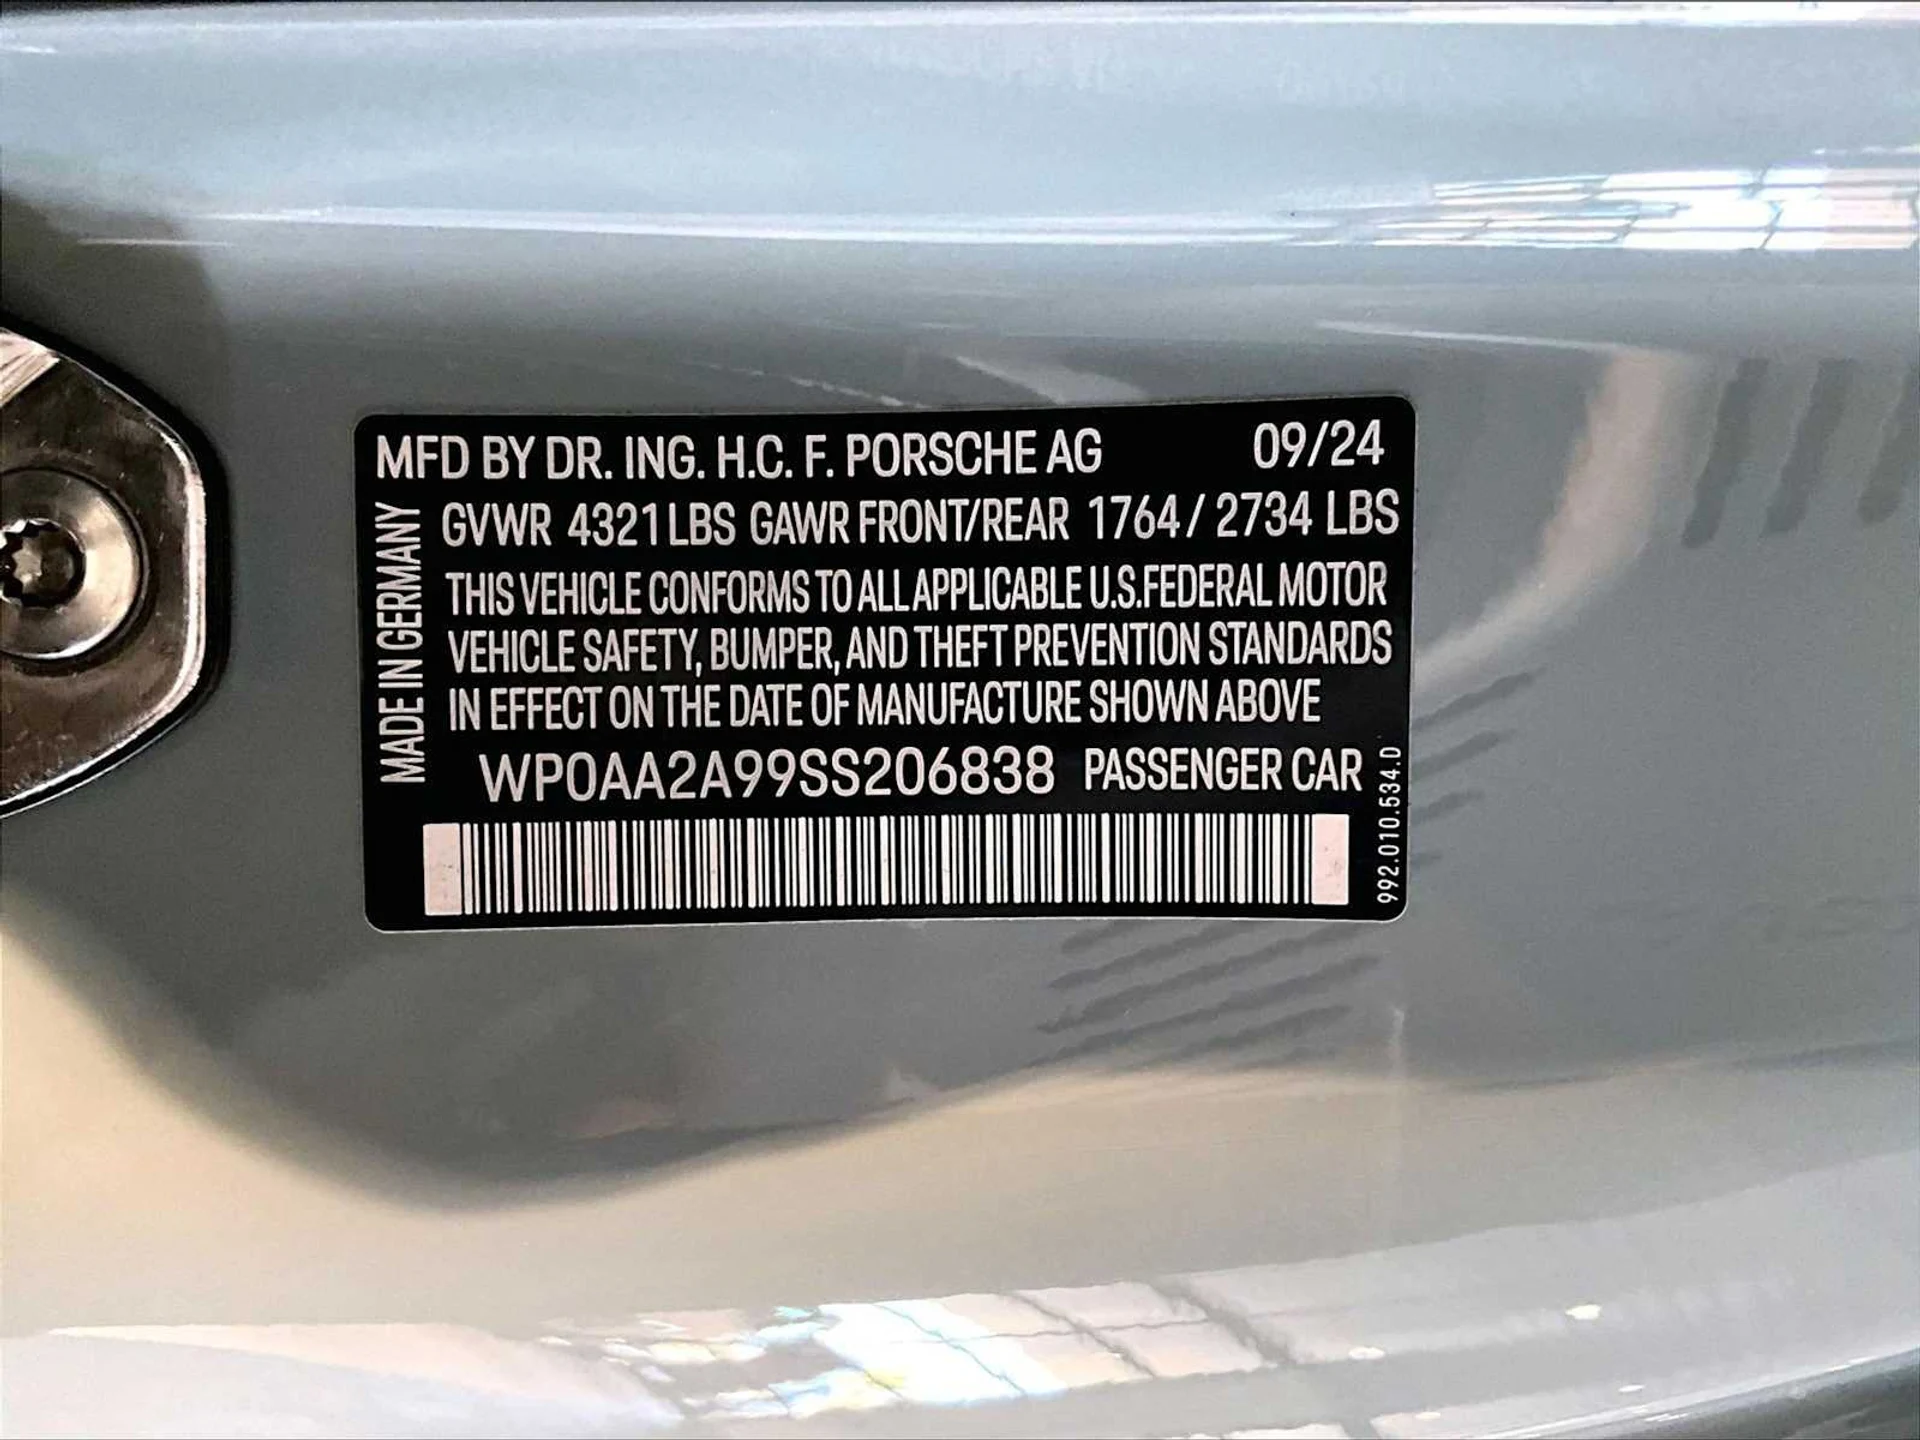 MFD BY DR. ING. H.C. F. PORSCHE AG 09/24
GVWR 4321 LBS GAWR FRONT/REAR 1764 / 2734 LBS
THIS VEHICLE CONFORMS TO ALL APPLICABLE U.S.FEDERAL MOTOR
VEHICLE SAFETY, BUMPER, AND THEFT PREVENTION STANDARDS
IN EFFECT ON THE DATE OF MANUFACTURE SHOWN ABOVE
WP0AA2A99SS206838 PASSENGER CAR
MADE IN GERMANY
992.010.534.D